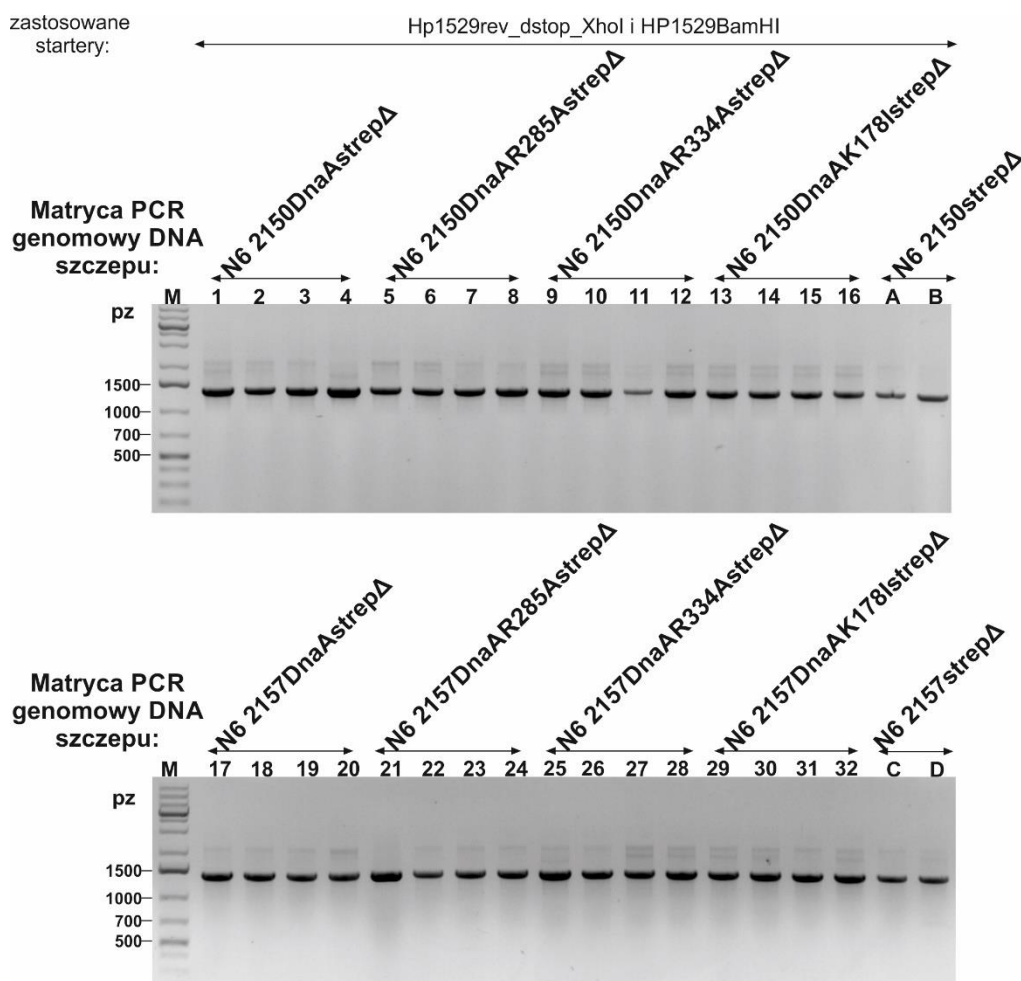 zastosowane
startery:
Hp1529rev_dstop_XhoI i HP1529BamHI
Matryca PCR
genomowy DNA
szczepu:
N6 2150DnaAstrepΔ
N6 2150DnaAR285AstrepΔ
N6 2150DnaAR334AstrepΔ
N6 2150DnaAK178IstrepΔ
N6 2150strepΔ
M 1 2 3 4 5 6 7 8 9 10 11 12 13 14 15 16 A B
pz
1500
1000
700
500
Matryca PCR
genomowy DNA
szczepu:
N6 2157DnaAstrepΔ
N6 2157DnaAR285AstrepΔ
N6 2157DnaAR334AstrepΔ
N6 2157DnaAK178IstrepΔ
N6 2157strepΔ
M 17 18 19 20 21 22 23 24 25 26 27 28 29 30 31 32 C D
pz
1500
1000
700
500